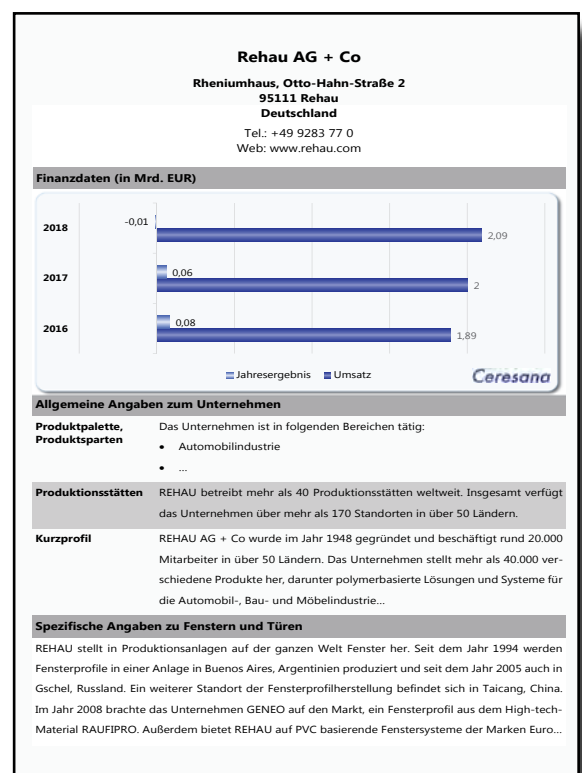 Rehau AG + Co
Rheniumhaus, Otto-Hahn-Straße 2
95111 Rehau
Deutschland
Tel.: +49 9283 77 0
Web: www.rehau.com
Finanzdaten (in Mrd. EUR)
2018
-0,01
2,09
2017
0,06
2
2016
0,08
1,89
Jahresergebnis Umsatz
Ceresana
Allgemeine Angaben zum Unternehmen
Produktpalette, Das Unternehmen ist in folgenden Bereichen tätig:
Produktsparten
• Automobilindustrie
• ...
Produktionsstätten REHAU betreibt mehr als 40 Produktionsstätten weltweit. Insgesamt verfügt
das Unternehmen über mehr als 170 Standorten in über 50 Ländern.
Kurzprofil REHAU AG + Co wurde im Jahr 1948 gegründet und beschäftigt rund 20.000
Mitarbeiter in über 50 Ländern. Das Unternehmen stellt mehr als 40.000 ver-
schiedene Produkte her, darunter polymerbasierte Lösungen und Systeme für
die Automobil-, Bau- und Möbelindustrie...
Spezifische Angaben zu Fenstern und Türen
REHAU stellt in Produktionsanlagen auf der ganzen Welt Fenster her. Seit dem Jahr 1994 werden
Fensterprofile in einer Anlage in Buenos Aires, Argentinien produziert und seit dem Jahr 2005 auch in
Gschel, Russland. Ein weiterer Standort der Fensterprofilherstellung befindet sich in Taicang, China.
Im Jahr 2008 brachte das Unternehmen GENEO auf den Markt, ein Fensterprofil aus dem High-tech-
Material RAUFIPRO. Außerdem bietet REHAU auf PVC basierende Fenstersysteme der Marken Euro...